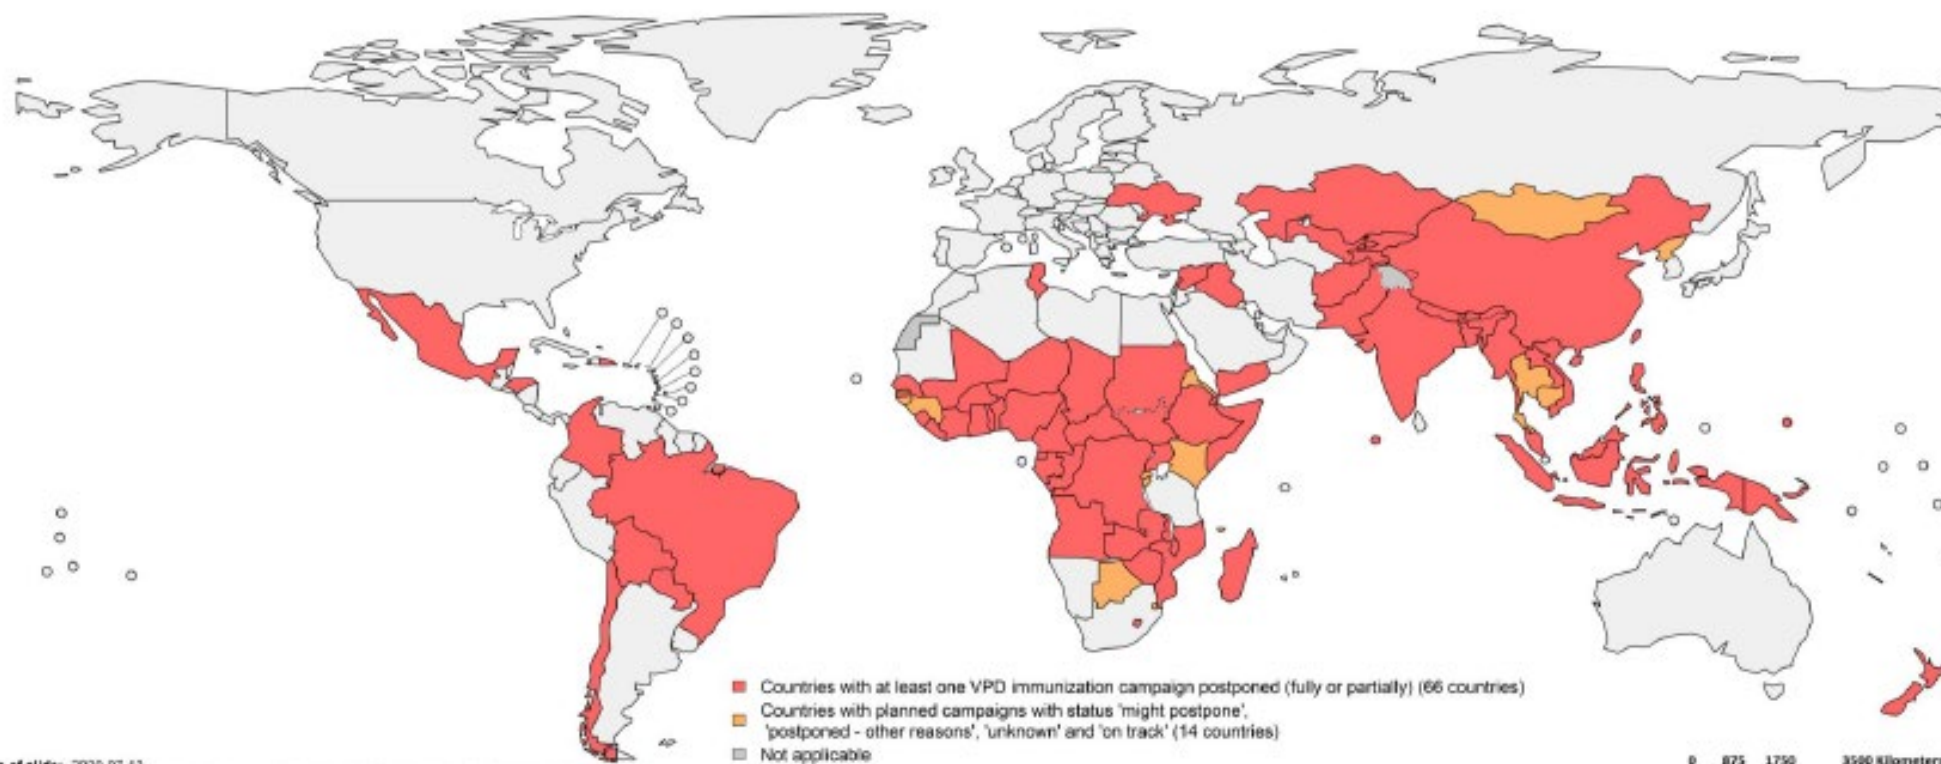 Countries with at least one VPD immunization campaign postponed (fully or partially) (66 countries)
Countries with planned campaigns with status 'might postpone',
'postponed - other reasons', 'unknown' and 'on track' (14 countries)
Not applicable
of slide:
0 875 1750 3500 Kilometers